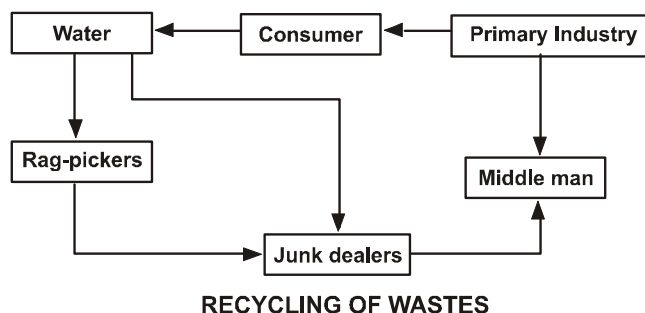 Water
Consumer
Primary Industry
Rag-pickers
Middle man
Junk dealers
RECYCLING OF WASTES